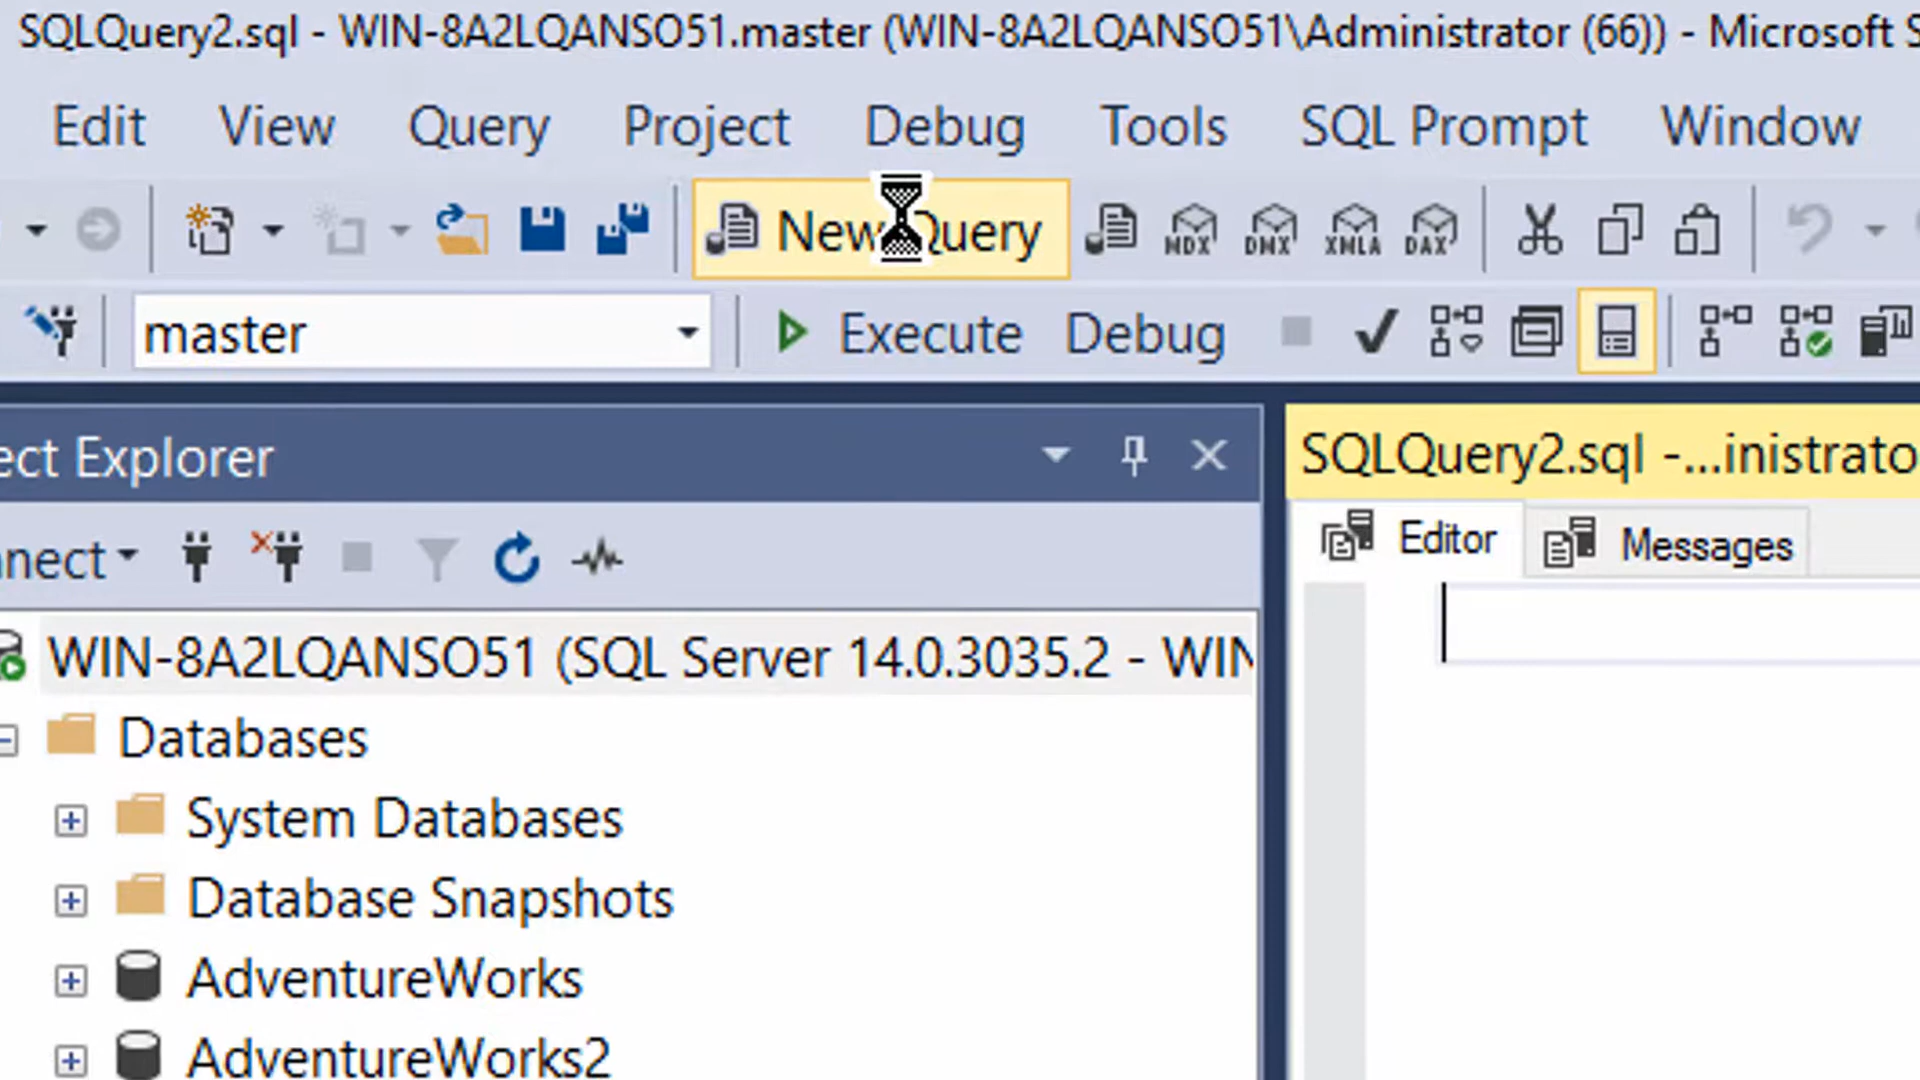 SQLQuery2.sql - WIN-8A2LQANSO51.master (WIN-8A2LQANSO51\Administrator (66)) - Microsoft S
Edit View Query Project Debug Tools SQL Prompt Window
New Query MDX DMX XMLA DAX
master Execute Debug
ect Explorer
SQLQuery2.sql -...inistrato
Editor Messages
nnect
WIN-8A2LQANSO51 (SQL Server 14.0.3035.2 - WIN
Databases
System Databases
Database Snapshots
AdventureWorks
AdventureWorks2